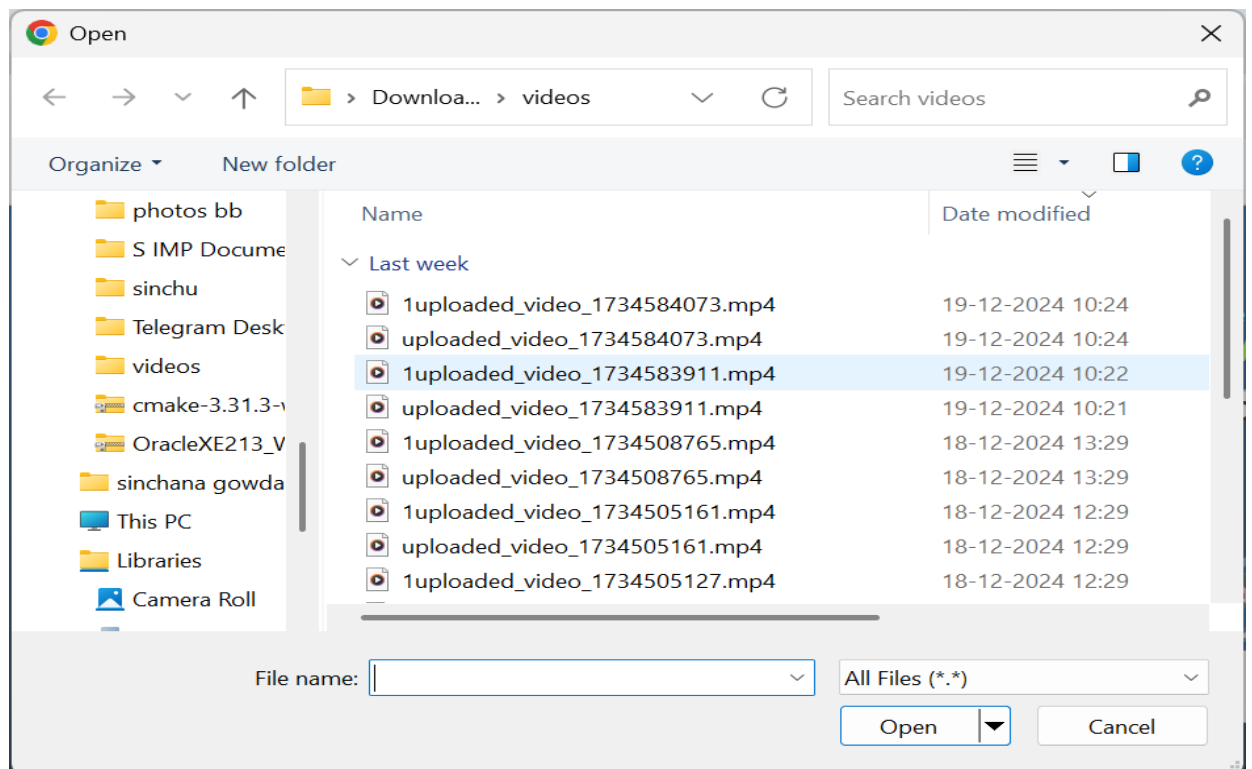 Open
Downloa... > videos
Search videos
Organize
New folder
photos bb
S IMP Docume
sinchu
Telegram Desk
videos
cmake-3.31.3-
OracleXE213_
sinchana gowda
This PC
Libraries
Camera Roll
Name Date modified
Last week
1uploaded_video_1734584073.mp4 19-12-2024 10:24
uploaded_video_1734584073.mp4 19-12-2024 10:24
1uploaded_video_1734583911.mp4 19-12-2024 10:22
uploaded_video_1734583911.mp4 19-12-2024 10:21
1uploaded_video_1734508765.mp4 18-12-2024 13:29
uploaded_video_1734508765.mp4 18-12-2024 13:29
1uploaded_video_1734505161.mp4 18-12-2024 12:29
uploaded_video_1734505161.mp4 18-12-2024 12:29
1uploaded_video_1734505127.mp4 18-12-2024 12:29
File name:
All Files (*.*)
Open
Cancel